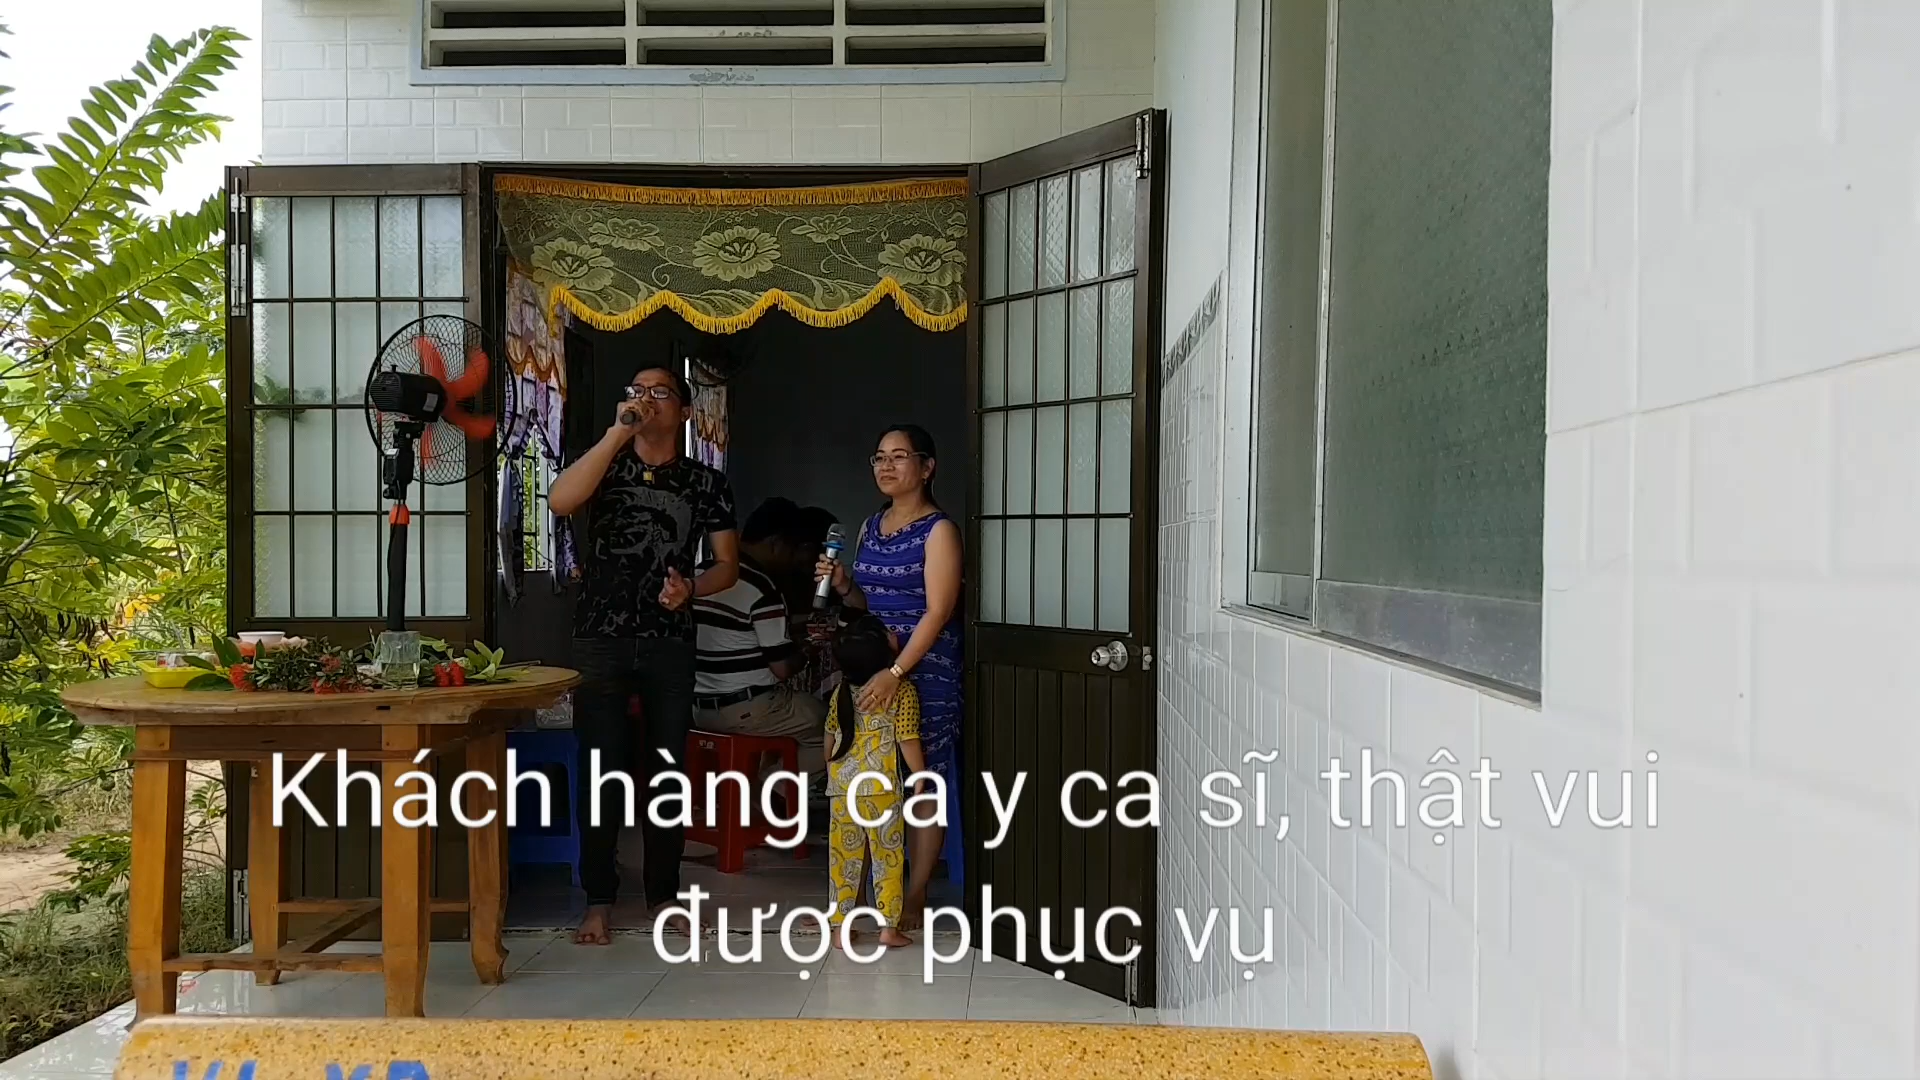 Khách hàng ca y ca sĩ, thật vui
được phục vụ